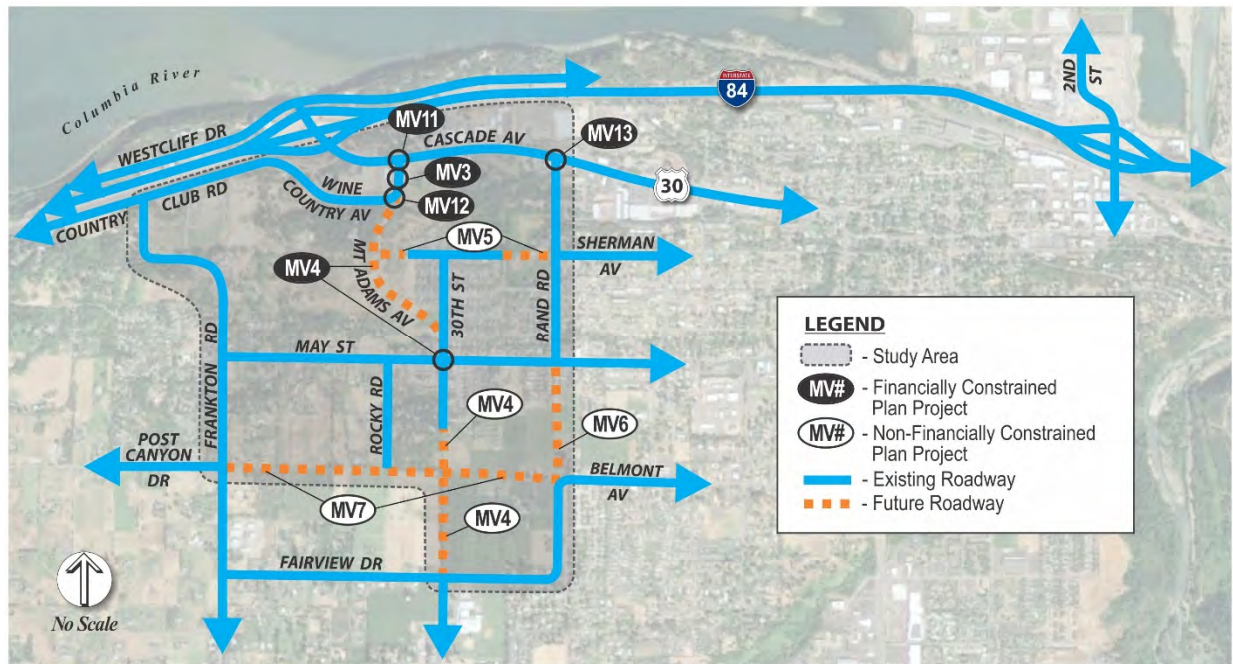 Columbia River
WESTCLIFF DR
COUNTRY
CLUB RD
INTERSTATE
84
2ND
ST
MV11
CASCADE AV
MV13
MV3
WINE
COUNTRY AV
MV12
30
MV5
SHERMAN
AV
MV4
MT ADAMS AV
30TH ST
RAND RD
FRANKTON RD
MAY ST
ROCKY RD
MV4
MV6
POST
CANYON
DR
BELMONT
AV
MV7
MV4
FAIRVIEW DR
No Scale
LEGEND
- Study Area
MV# - Financially Constrained
Plan Project
MV# - Non-Financially Constrained
Plan Project
- Existing Roadway
- Future Roadway